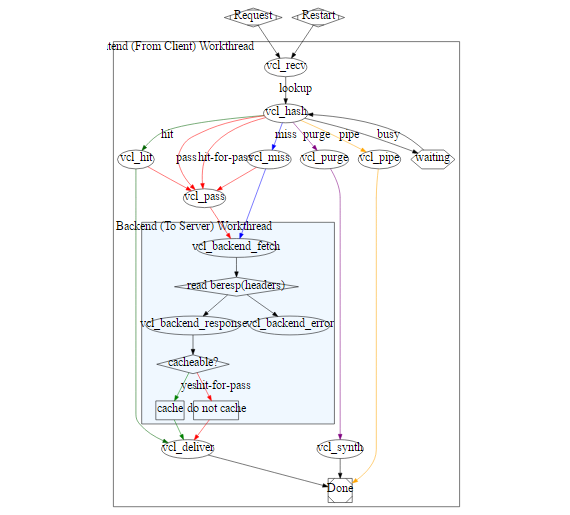 Request
Restart
tend (From Client) Workthread
vcl_recv
lookup
vcl_hash
hit
pass
hit-for-pass
miss
purge
pipe
busy
vcl_hit
vcl_miss
vcl_purge
vcl_pipe
waiting
vcl_pass
Backend (To Server) Workthread
vcl_backend_fetch
read beresp(headers)
vcl_backend_response
vcl_backend_error
cacheable?
yes
hit-for-pass
cache
do not cache
vcl_deliver
vcl_synth
Done